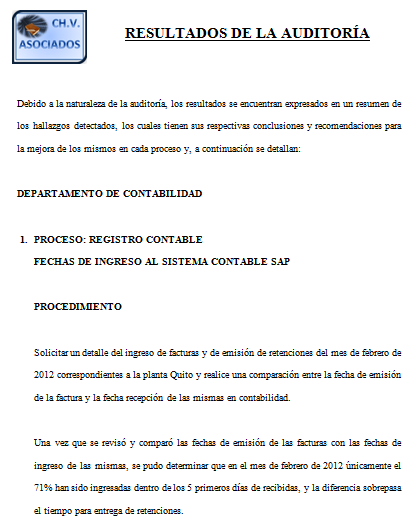 CH.V.
ASOCIADOS
RESULTADOS DE LA AUDITORÍA
Debido a la naturaleza de la auditoría, los resultados se encuentran expresados en un resumen de
los hallazgos detectados, los cuales tienen sus respectivas conclusiones y recomendaciones para
la mejora de los mismos en cada proceso y, a continuación se detallan:
DEPARTAMENTO DE CONTABILIDAD
1. PROCESO: REGISTRO CONTABLE
FECHAS DE INGRESO AL SISTEMA CONTABLE SAP
PROCEDIMIENTO
Solicitar un detalle del ingreso de facturas y de emisión de retenciones del mes de febrero de
2012 correspondientes a la planta Quito y realice una comparación entre la fecha de emisión
de la factura y la fecha recepción de las mismas en contabilidad.
Una vez que se revisó y comparó las fechas de emisión de las facturas con las fechas de
ingreso de las mismas, se pudo determinar que en el mes de febrero de 2012 únicamente el
71% han sido ingresadas dentro de los 5 primeros días de recibidas, y la diferencia sobrepasa
el tiempo para entrega de retenciones.